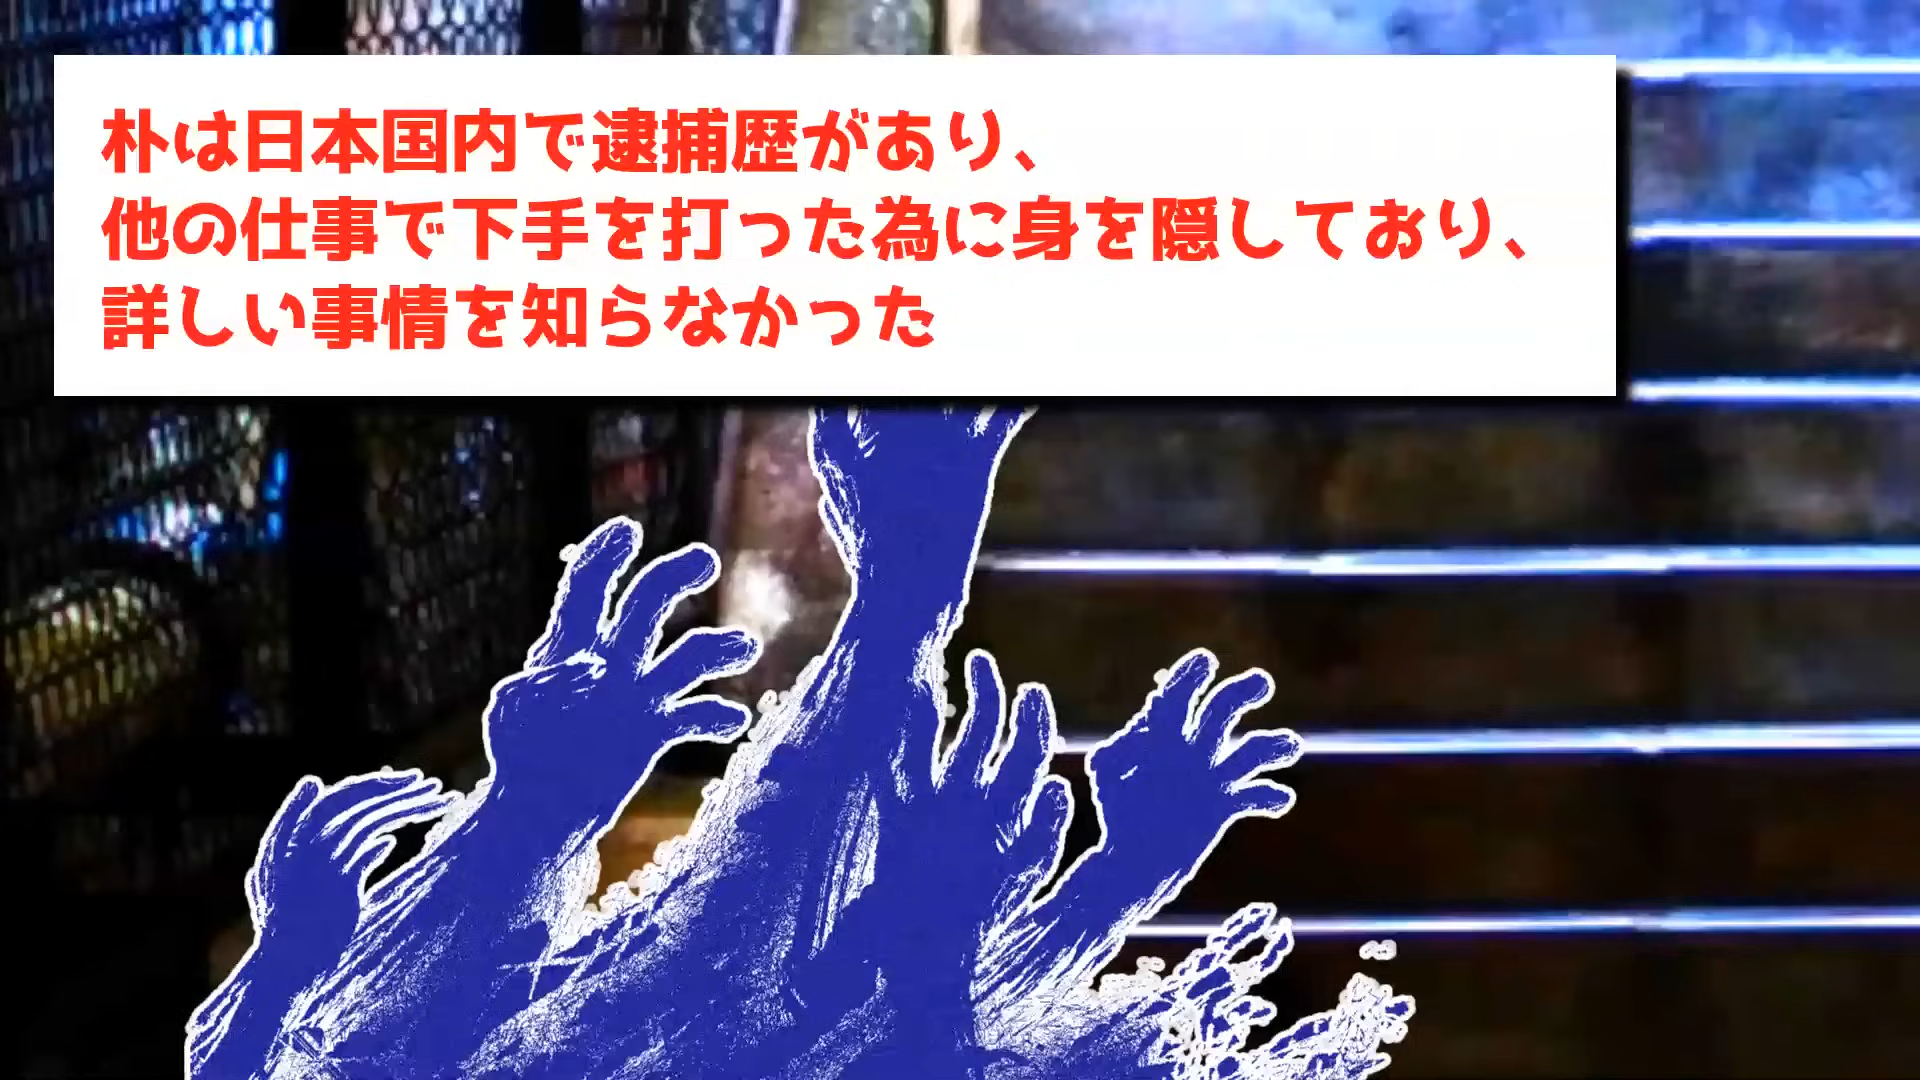 朴は日本国内で逮捕歴があり、
他の仕事で下手を打った為に身を隠しており、
詳しい事情を知らなかった